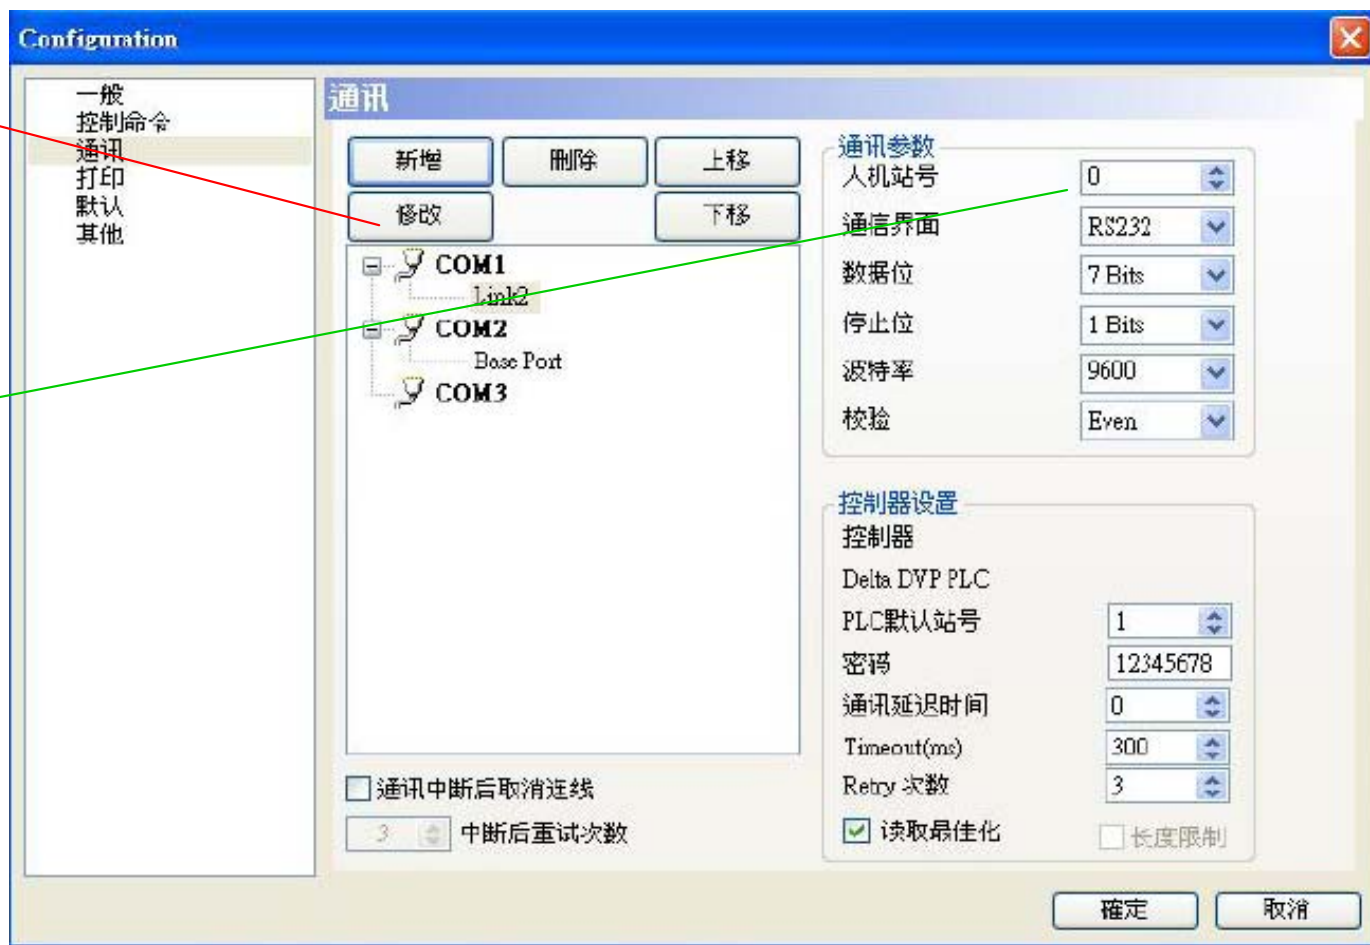 Configuration
一般
控制命令
通讯
打印
默认
其他
通讯
新增
删除
上移
修改
下移
COM1
Link2
COM2
Base Port
COM3
通讯中断后取消连线
3 中断后重试次数
通讯参数
人机站号 0
通信界面 RS232
数据位 7 Bits
停止位 1 Bits
波特率 9600
校验 Even
控制器设置
控制器
Delta DVP PLC
PLC默认站号 1
密码 12345678
通讯延迟时间 0
Timeout(ms) 300
Retry 次数 3
读取最佳化
长度限制
確定
取消